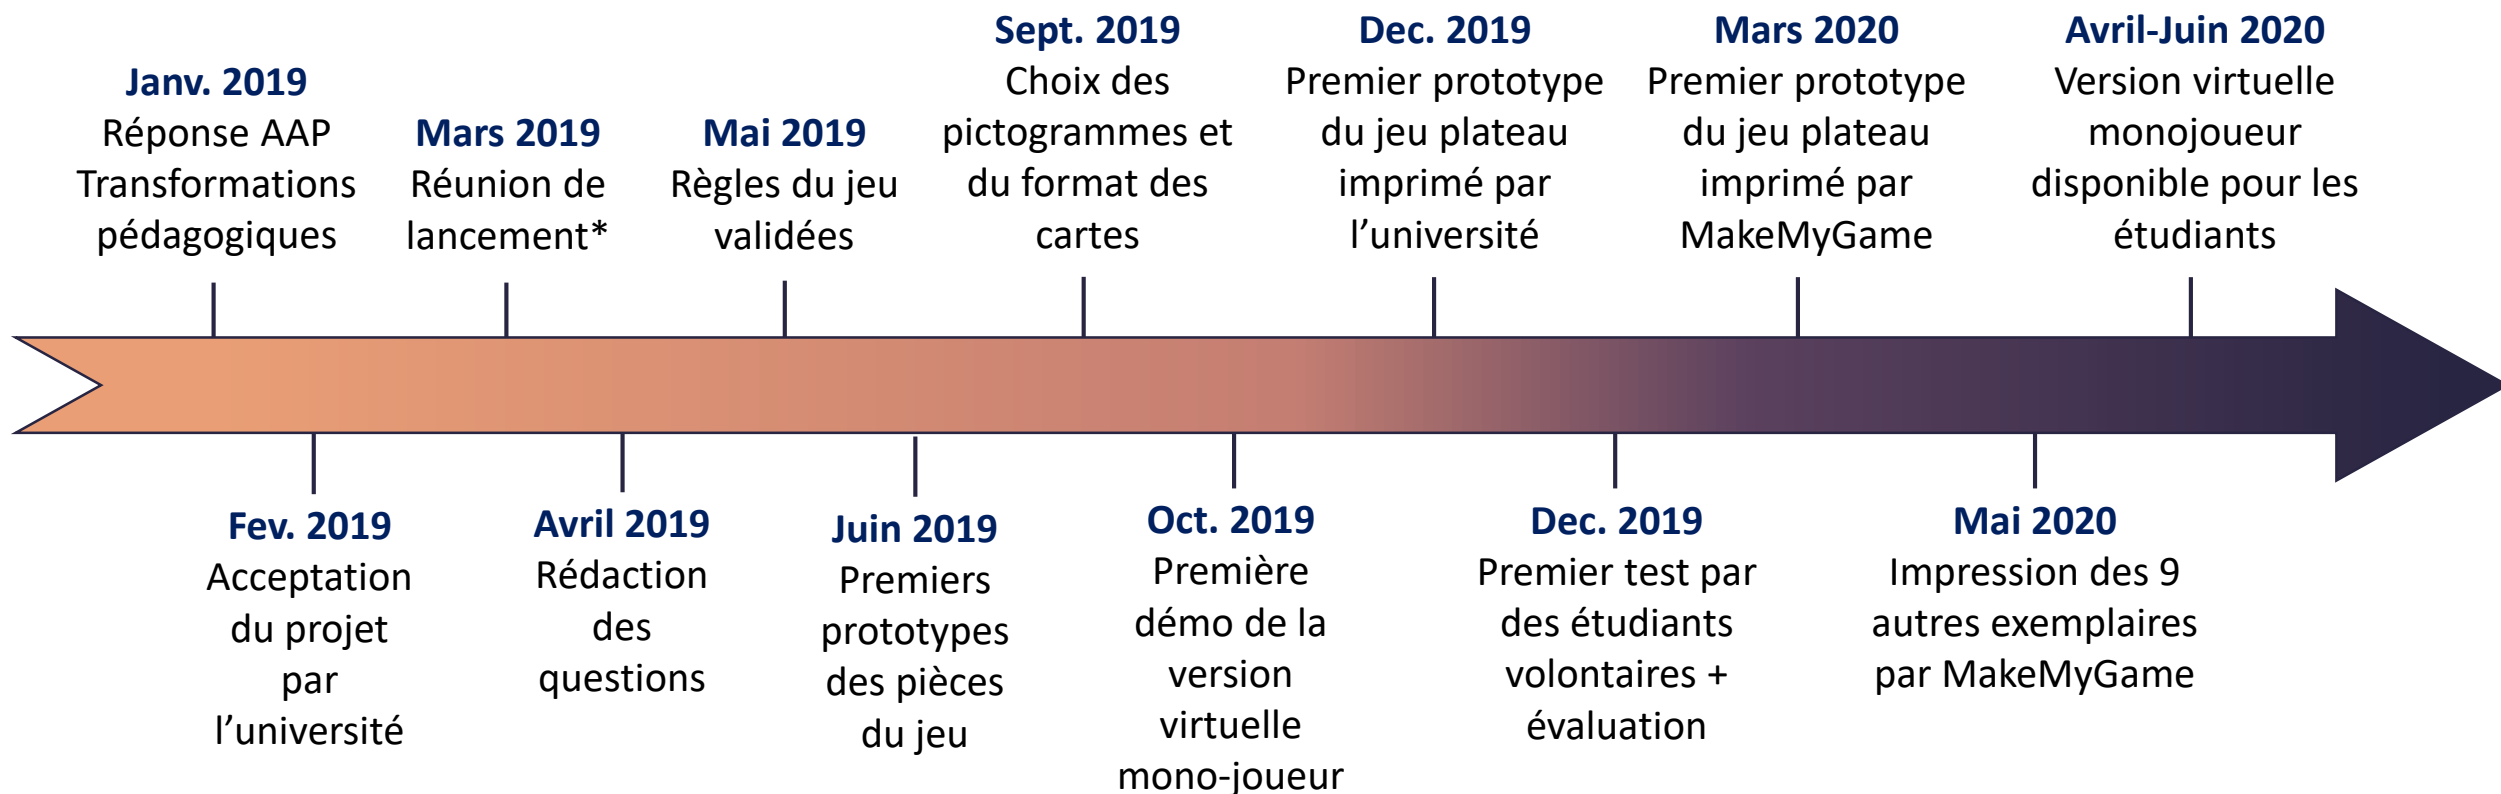 Janv. 2019
Réponse AAP
Transformations
pédagogiques
Mars 2019
Réunion de
lancement*
Mai 2019
Règles du jeu
validées
Sept. 2019
Choix des
pictogrammes et
du format des
cartes
Dec. 2019
Premier prototype
du jeu plateau
imprimé par
l’université
Mars 2020
Premier prototype
du jeu plateau
imprimé par
MakeMyGame
Avril-Juin 2020
Version virtuelle
monojoueur
disponible pour les
étudiants
Fev. 2019
Acceptation
du projet
par
l’université
Avril 2019
Rédaction
des
questions
Juin 2019
Premiers
prototypes
des pièces
du jeu
Oct. 2019
Première
démo de la
version
virtuelle
mono-joueur
Dec. 2019
Premier test par
des étudiants
volontaires +
évaluation
Mai 2020
Impression des 9
autres exemplaires
par MakeMyGame